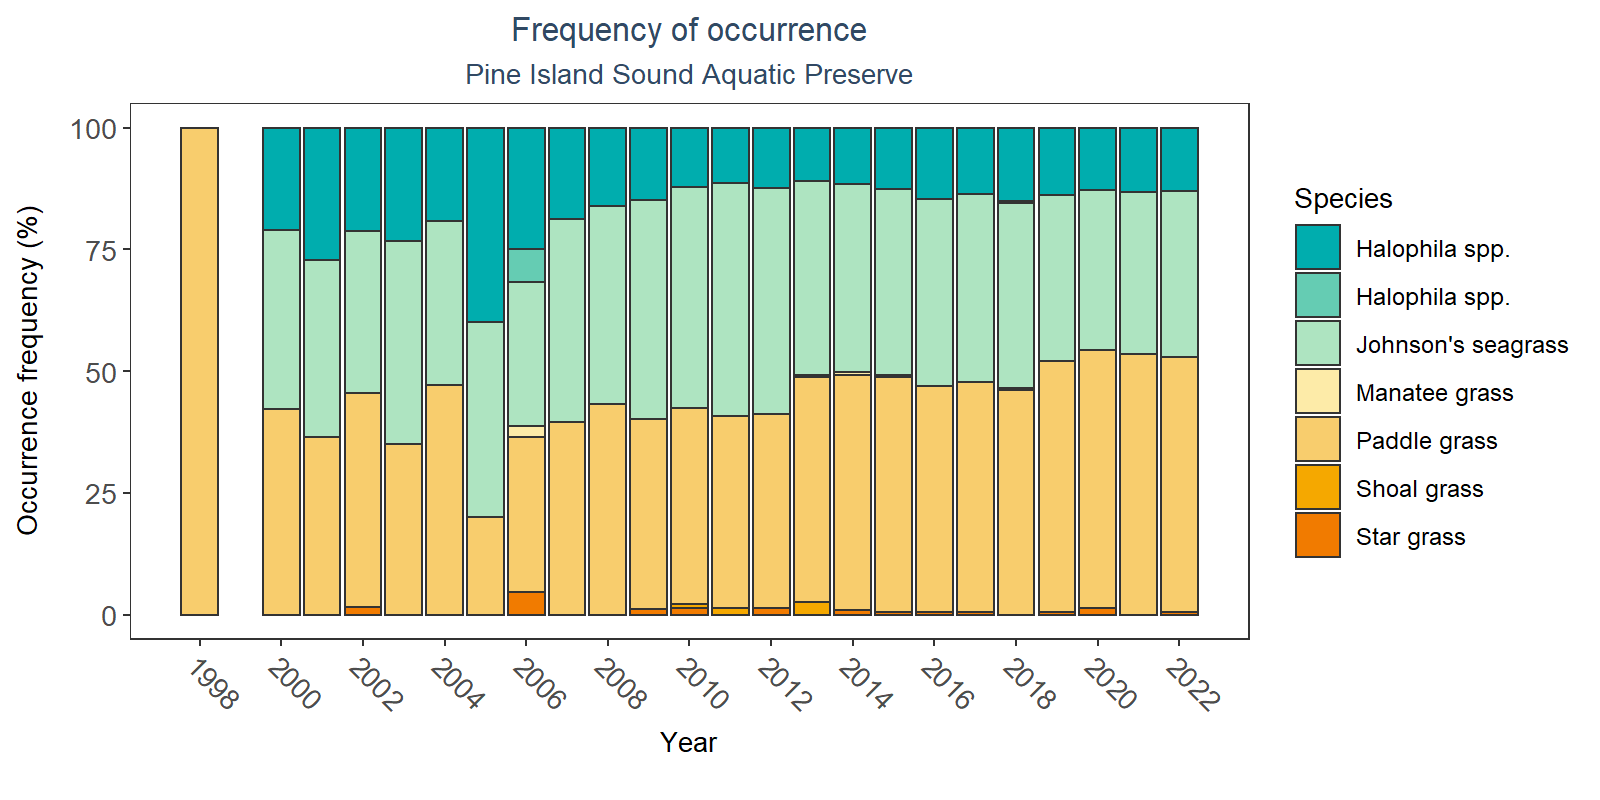 Frequency of occurrence
Pine Island Sound Aquatic Preserve
Occurrence frequency (%)
100
75
50
25
0
1998
2000
2002
2004
2006
2008
2010
2012
2014
2016
2018
2020
2022
Year
Species
Halophila spp.
Halophila spp.
Johnson's seagrass
Manatee grass
Paddle grass
Shoal grass
Star grass